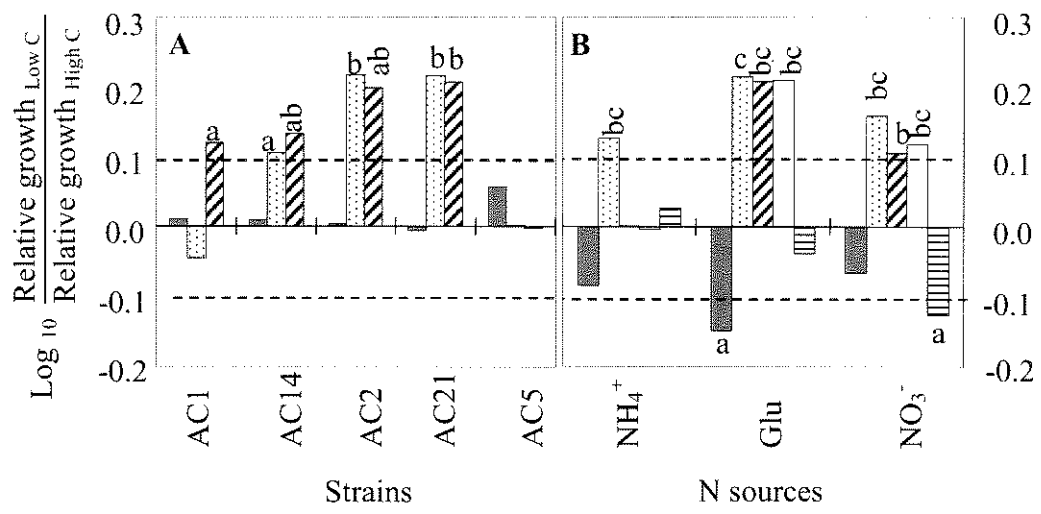 Log 10 Relative growth Low C
Relative growth High C
0.3
0.2
0.1
0.0
-0.1
-0.2
A
a
a
ab
b
ab
b
b
AC1
AC14
AC2
AC21
AC5
Strains
B
bc
c
bc
bc
bc
b
bc
a
a
NH₄⁺
Glu
NO₃⁻
N sources
0.3
0.2
0.1
0.0
-0.1
-0.2